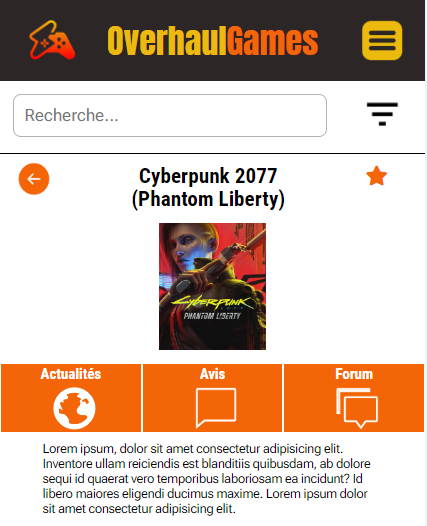 OverhaulGames
Recherche...
Cyberpunk 2077
(Phantom Liberty)
Cyberpunk
PHANTOM LIBERTY
Actualités
Avis
Forum
Lorem ipsum, dolor sit amet consectetur adipisicing elit.
Inventore ullam reiciendis est blanditiis quibusdam, ab dolore
sequi id quaerat vero temporibus laboriosam ea incidunt? Id
libero maiores eligendi ducimus maxime. Lorem ipsum dolor
sit amet consectetur adipisicing elit.